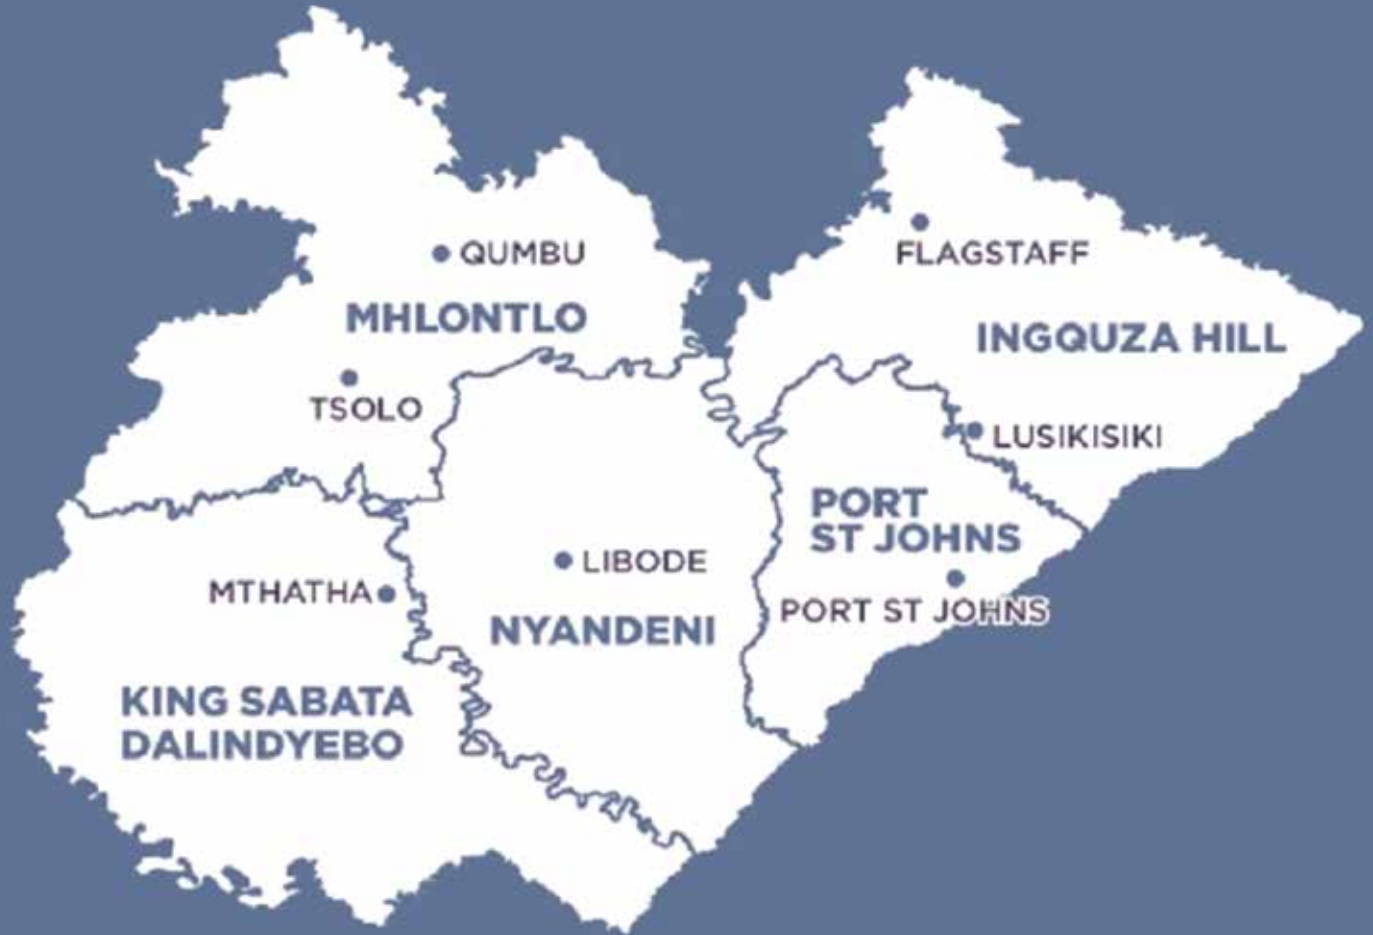 QUMBU
FLAGSTAFF
MHLONTLO
INGQUZA HILL
TSOLO
LUSIKISIKI
PORT
ST JOHNS
LIBODE
MTHATHA
PORT ST JOHNS
NYANDENI
KING SABATA
DALINDYEBO